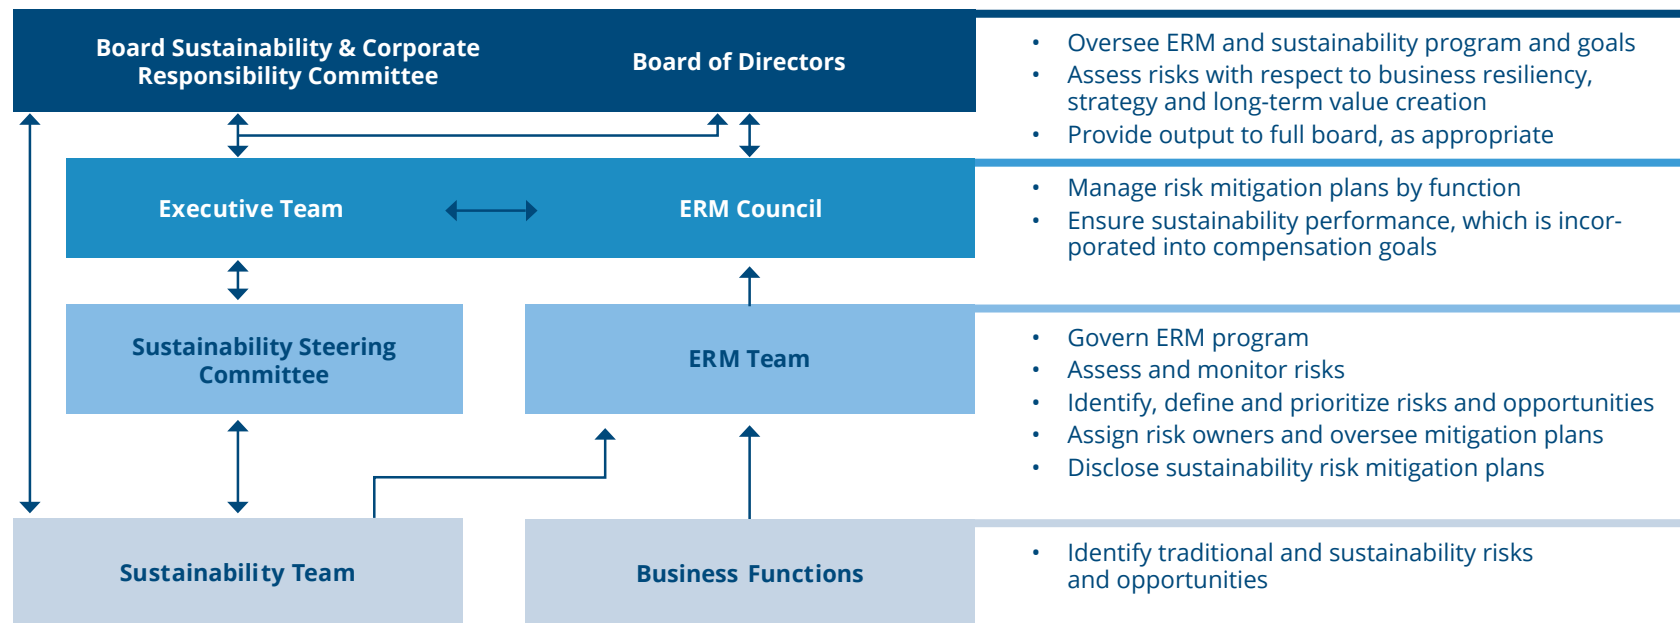 Board Sustainability & Corporate
Responsibility Committee
Board of Directors
• Oversee ERM and sustainability program and goals
• Assess risks with respect to business resiliency,
strategy and long-term value creation
• Provide output to full board, as appropriate
Executive Team
ERM Council
• Manage risk mitigation plans by function
• Ensure sustainability performance, which is incor-
porated into compensation goals
Sustainability Steering
Committee
ERM Team
• Govern ERM program
• Assess and monitor risks
• Identify, define and prioritize risks and opportunities
• Assign risk owners and oversee mitigation plans
• Disclose sustainability risk mitigation plans
Sustainability Team
Business Functions
• Identify traditional and sustainability risks
and opportunities